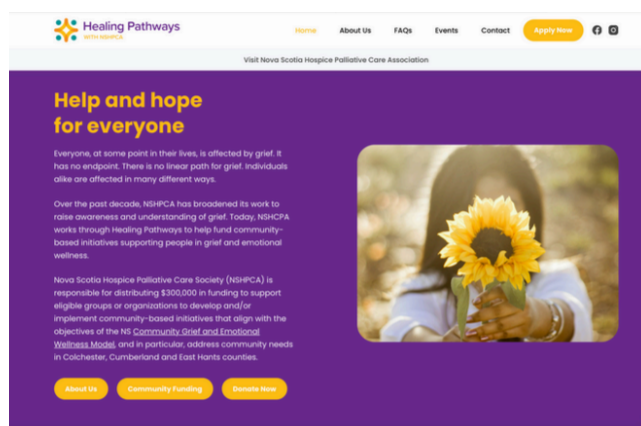 Healing Pathways
WITH NSHPCA
Home About Us FAQs Events Contact Apply Now
Visit Nova Scotia Hospice Palliative Care Association
Help and hope
for everyone
Everyone, at some point in their lives, is affected by grief. It
has no endpoint. There is no linear path for grief. Individuals
alike are affected in many different ways.
Over the past decade, NSHPCA has broadened its work to
raise awareness and understanding of grief. Today, NSHCPA
works through Healing Pathways to help fund community-
based initiatives supporting people in grief and emotional
wellness.
Nova Scotia Hospice Palliative Care Society (NSHPCA) is
responsible for distributing $300,000 in funding to support
eligible groups or organizations to develop and/or
implement community-based initiatives that align with the
objectives of the NS Community Grief and Emotional
Wellness Model, and in particular, address community needs
in Colchester, Cumberland and East Hants counties.
About Us Community Funding Donate Now